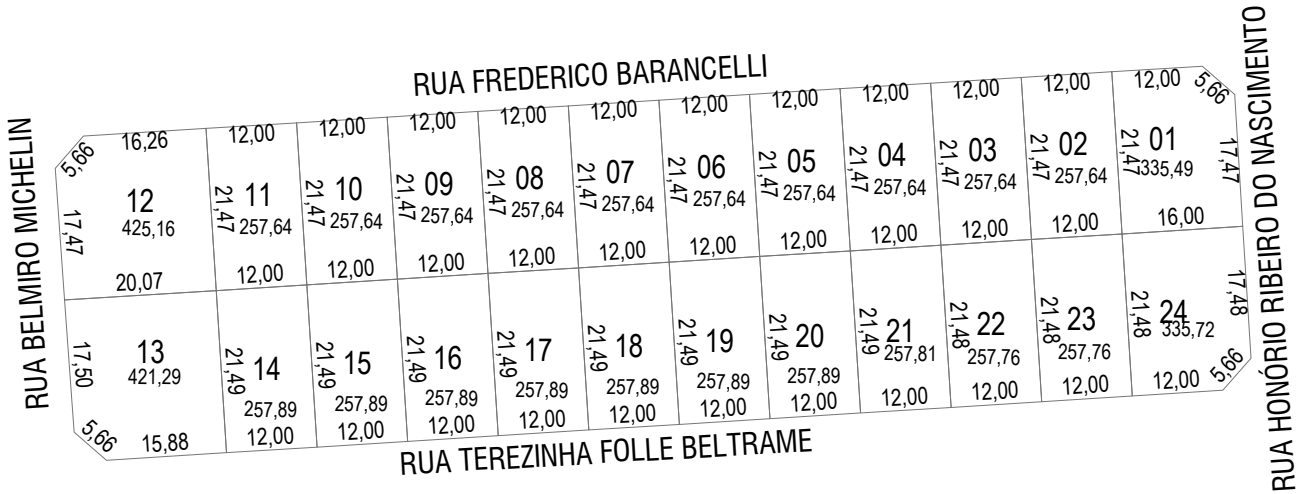 RUA FREDERICO BARANCELLI
RUA BELMIRO MICHELIN
RUA HONÓRIO RIBEIRO DO NASCIMENTO
5,66 16,26 12,00 12,00 12,00 12,00 12,00 12,00 12,00 12,00 12,00 12,00 12,00 5,66
17,47 12 21,47 11 21,47 10 21,47 09 21,47 08 21,47 07 21,47 06 21,47 05 21,47 04 21,47 03 21,47 02 21,47 01 17,47
425,16 257,64 257,64 257,64 257,64 257,64 257,64 257,64 257,64 257,64 257,64 335,49
20,07 12,00 12,00 12,00 12,00 12,00 12,00 12,00 12,00 12,00 12,00 16,00
17,50 13 21,49 14 21,49 15 21,49 16 21,49 17 21,49 18 21,49 19 21,49 20 21,49 21 21,48 22 21,48 23 21,48 24 17,48
421,29 257,89 257,89 257,89 257,89 257,89 257,89 257,89 257,81 257,76 257,76 335,72
5,66 15,88 12,00 12,00 12,00 12,00 12,00 12,00 12,00 12,00 12,00 12,00 12,00 5,66
RUA TEREZINHA FOLLE BELTRAME